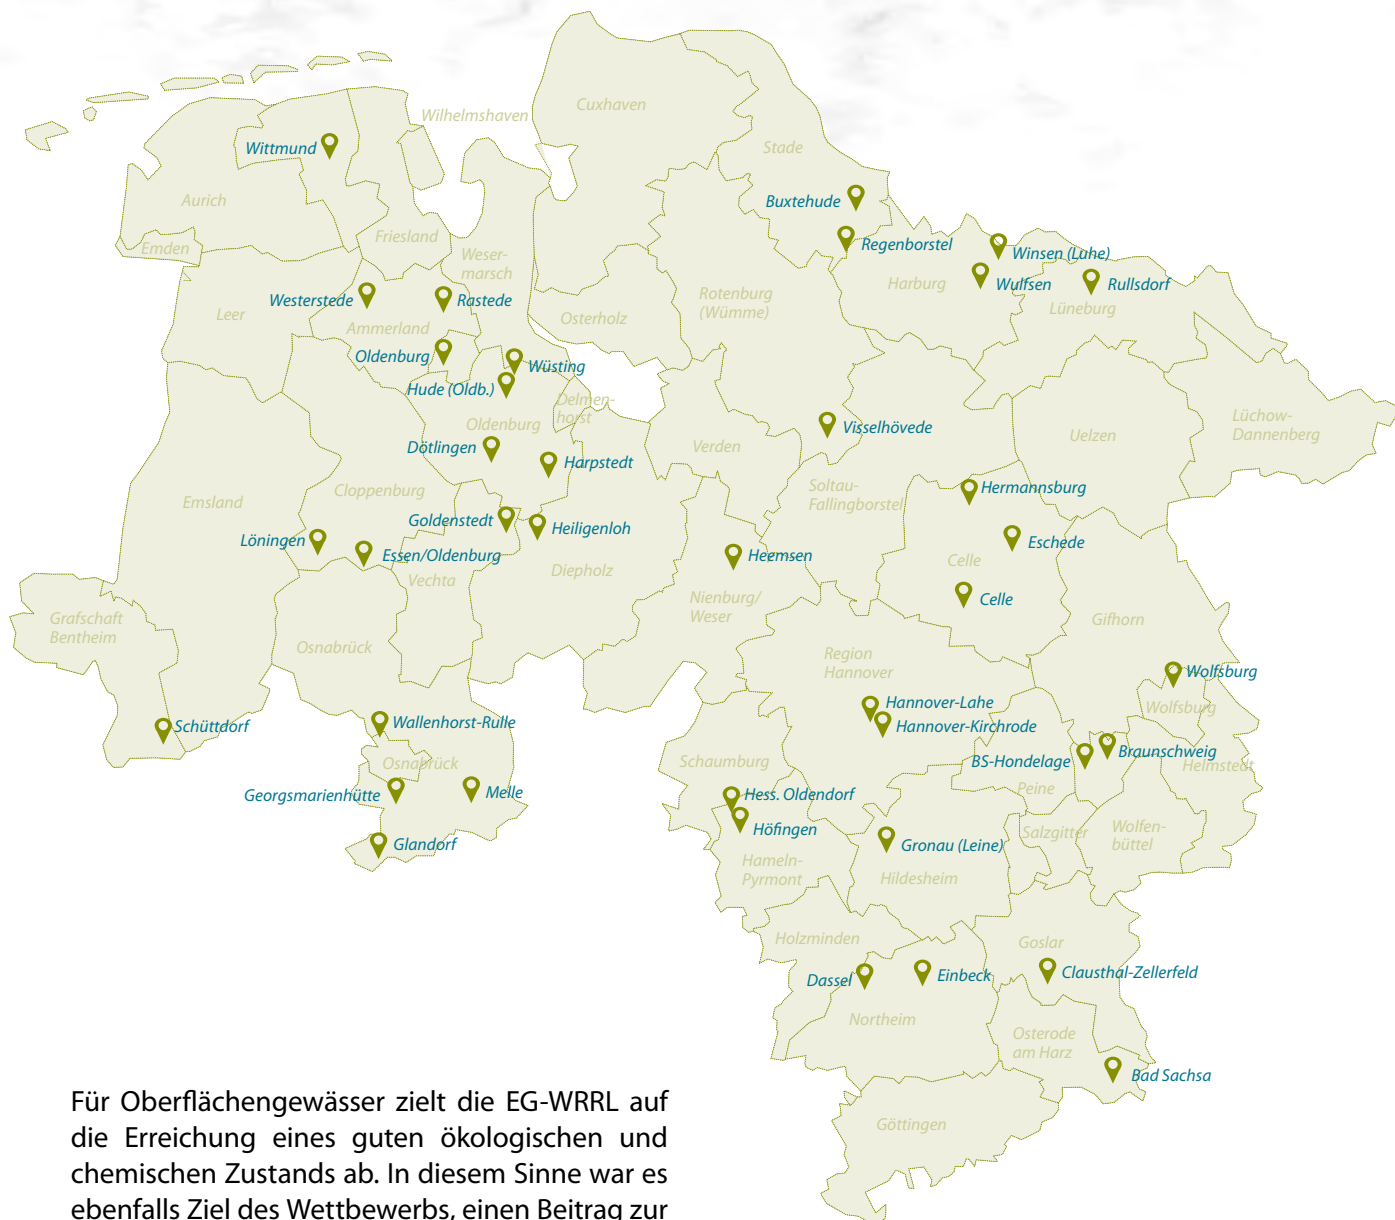 Cuxhaven
Wilhelmshaven
Wittmund
Stade
Aurich
Buxtehude
Friesland
Emden
Weser-
marsch
Regenborstel
Winsen (Luhe)
Harburg
Wulfsen
Rullsdorf
Westerstede
Rastede
Rotenburg
(Wümme)
Lüneburg
Leer
Osterholz
Ammerland
Oldenburg
Wüsting
Hude (Oldb.)
Delmen-
horst
Oldenburg
Visselhövede
Lüchow-
Dannenberg
Uelzen
Dötlingen
Verden
Harpstedt
Cloppenburg
Soltau-
Fallingborstel
Hermannsburg
Emsland
Goldenstedt
Heiligenloh
Löningen
Essen/Oldenburg
Eschede
Heemsen
Celle
Vechta
Diepholz
Nienburg/
Weser
Celle
Grafschaft
Bentheim
Gifhorn
Osnabrück
Region
Hannover
Wolfsburg
Hannover-Lahe
Wolfsburg
Schüttdorf
Wallenhorst-Rulle
Hannover-Kirchrode
Braunschweig
Osnabrück
Schaumburg
BS-Hondelage
Helmstedt
Peine
Georgsmarienhütte
Melle
Hess. Oldendorf
Höfingen
Salzgitter
Wolfen-
büttel
Glandorf
Gronau (Leine)
Hameln-
Pyrmont
Hildesheim
Holzminden
Goslar
Dassel
Einbeck
Clausthal-Zellerfeld
Northeim
Osterode
am Harz
Bad Sachsa
Göttingen
Für Oberflächengewässer zielt die EG-WRRL auf
die Erreichung eines guten ökologischen und
chemischen Zustands ab. In diesem Sinne war es
ebenfalls Ziel des Wettbewerbs, einen Beitrag zur